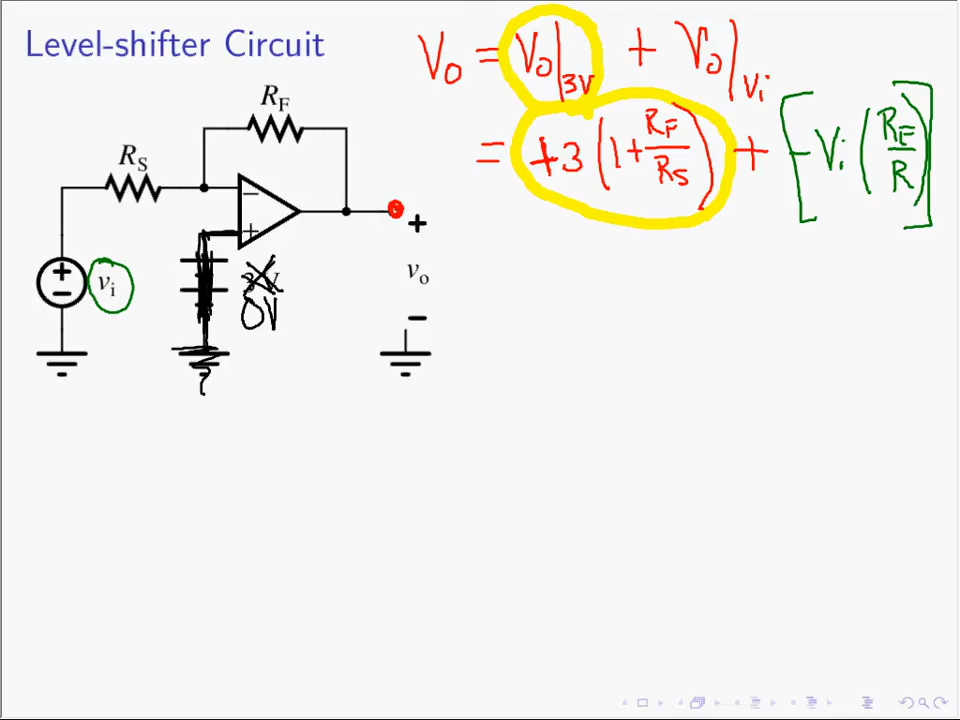 Level-shifter Circuit
Vo = Vo|3V + Vo|Vi
= +3 (1 + RF/RS) + [-Vi (RF/R)]
RF
RS
+
−
vi
−
+
0V
+
vo
−